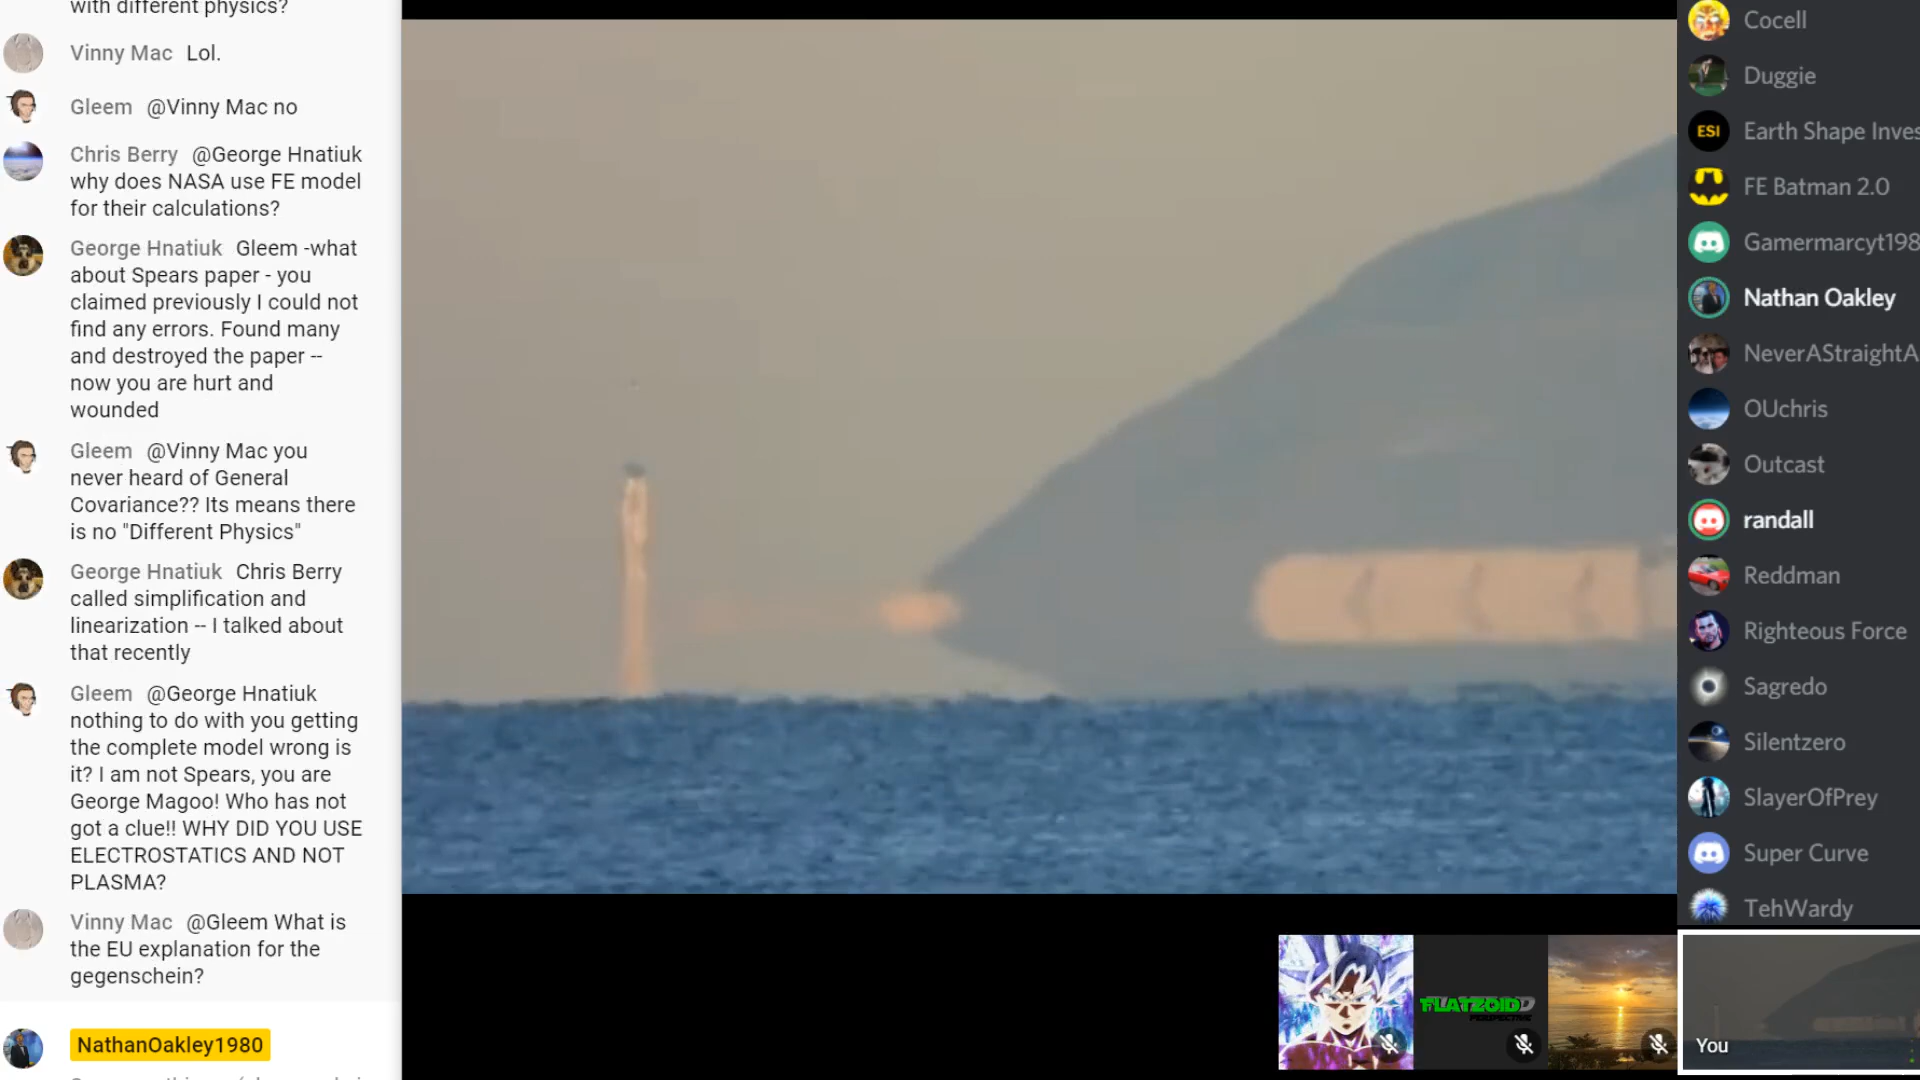 with different physics?
Vinny Mac Lol.
Gleem @Vinny Mac no
Chris Berry @George Hnatiuk
why does NASA use FE model
for their calculations?
George Hnatiuk Gleem -what
about Spears paper - you
claimed previously I could not
find any errors. Found many
and destroyed the paper --
now you are hurt and
wounded
Gleem @Vinny Mac you
never heard of General
Covariance?? Its means there
is no "Different Physics"
George Hnatiuk Chris Berry
called simplification and
linearization -- I talked about
that recently
Gleem @George Hnatiuk
nothing to do with you getting
the complete model wrong is
it? I am not Spears, you are
George Magoo! Who has not
got a clue!! WHY DID YOU USE
ELECTROSTATICS AND NOT
PLASMA?
Vinny Mac @Gleem What is
the EU explanation for the
gegenschein?
NathanOakley1980
Cocell
Duggie
ESI
Earth Shape Inves
FE Batman 2.0
Gamermarcyt198
Nathan Oakley
NeverAStraightA
OUchris
Outcast
randall
Reddman
Righteous Force
Sagredo
Silentzero
SlayerOfPrey
Super Curve
TehWardy
FLATZOID
PERSPECTIVE
You